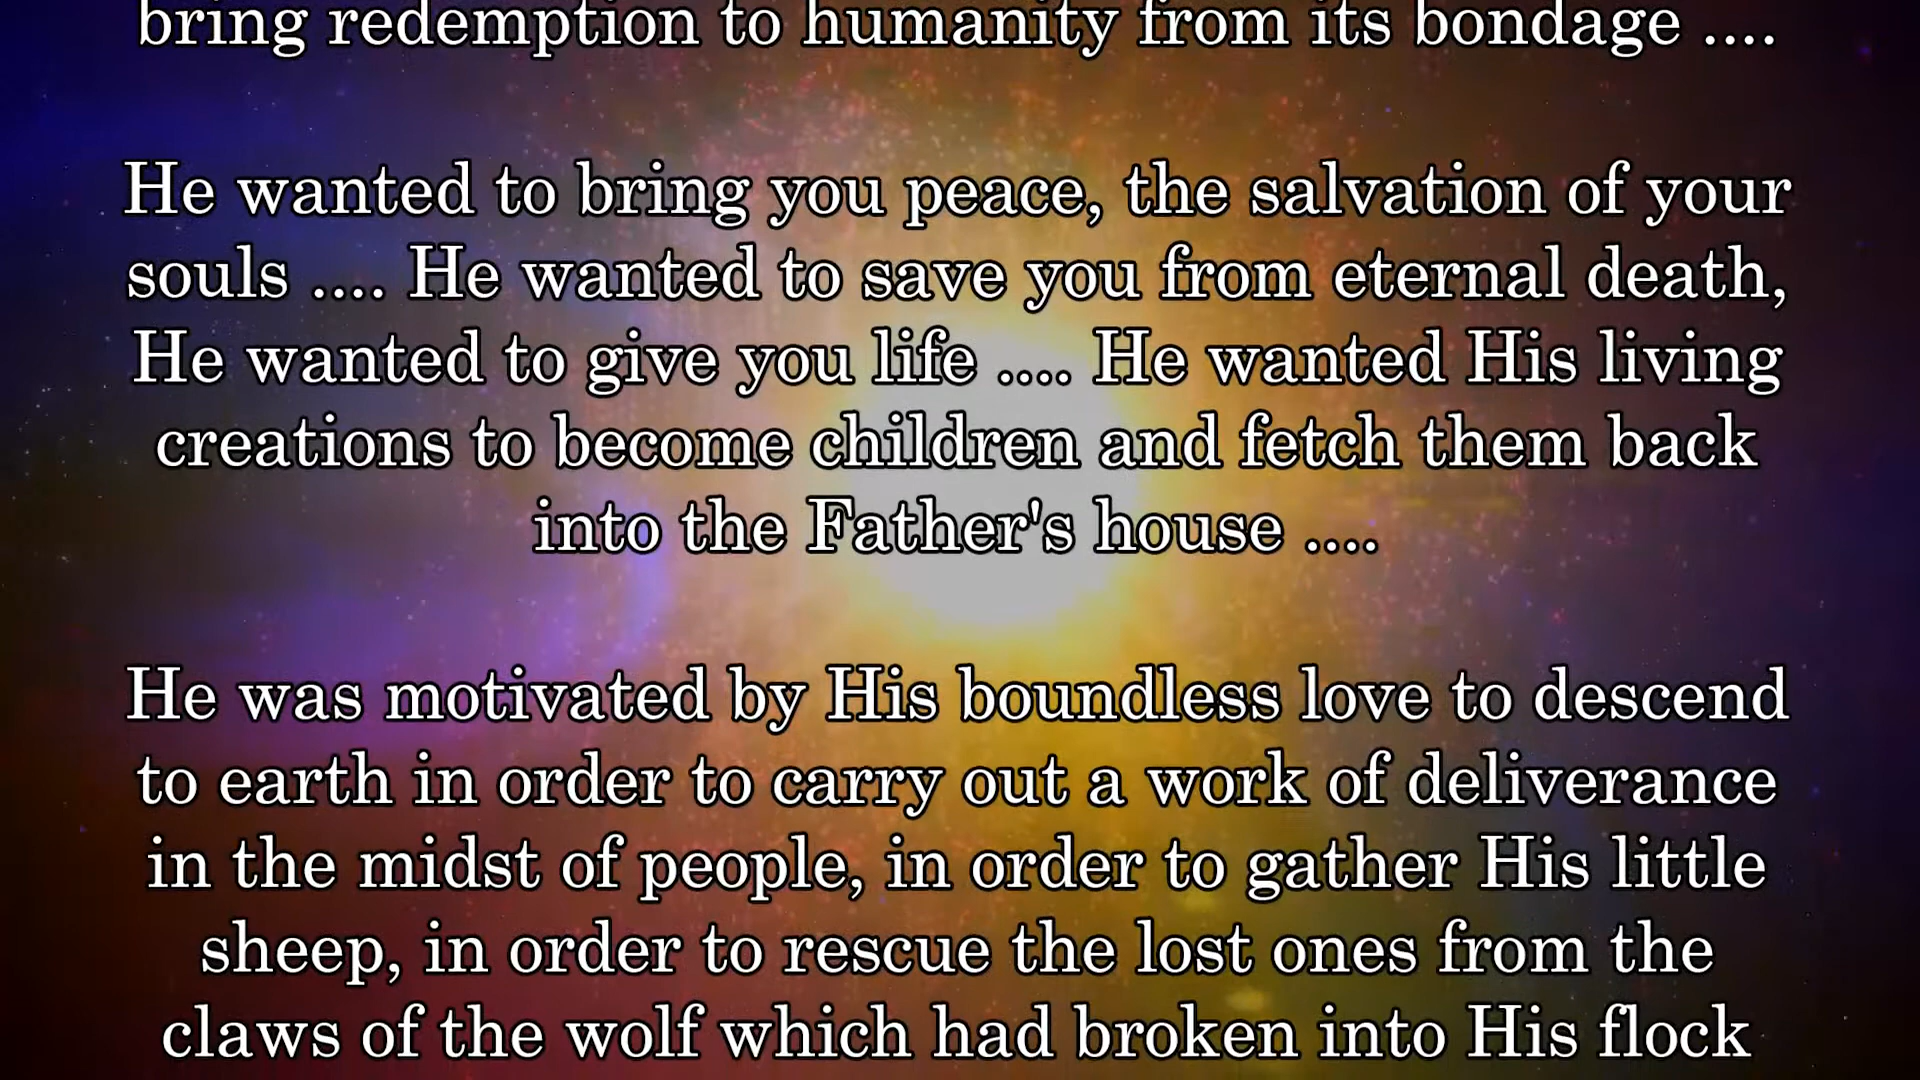 bring redemption to humanity from its bondage ....
He wanted to bring you peace, the salvation of your
souls .... He wanted to save you from eternal death,
He wanted to give you life .... He wanted His living
creations to become children and fetch them back
into the Father's house ....
He was motivated by His boundless love to descend
to earth in order to carry out a work of deliverance
in the midst of people, in order to gather His little
sheep, in order to rescue the lost ones from the
claws of the wolf which had broken into His flock